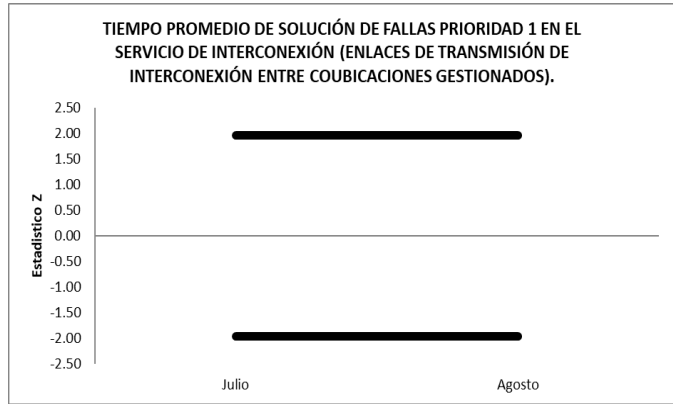 TIEMPO PROMEDIO DE SOLUCIÓN DE FALLAS PRIORIDAD 1 EN EL
SERVICIO DE INTERCONEXIÓN (ENLACES DE TRANSMISIÓN DE
INTERCONEXIÓN ENTRE COUBICACIONES GESTIONADOS).
Estadistico Z
2.50
2.00
1.50
1.00
0.50
0.00
-0.50
-1.00
-1.50
-2.00
-2.50
Julio
Agosto